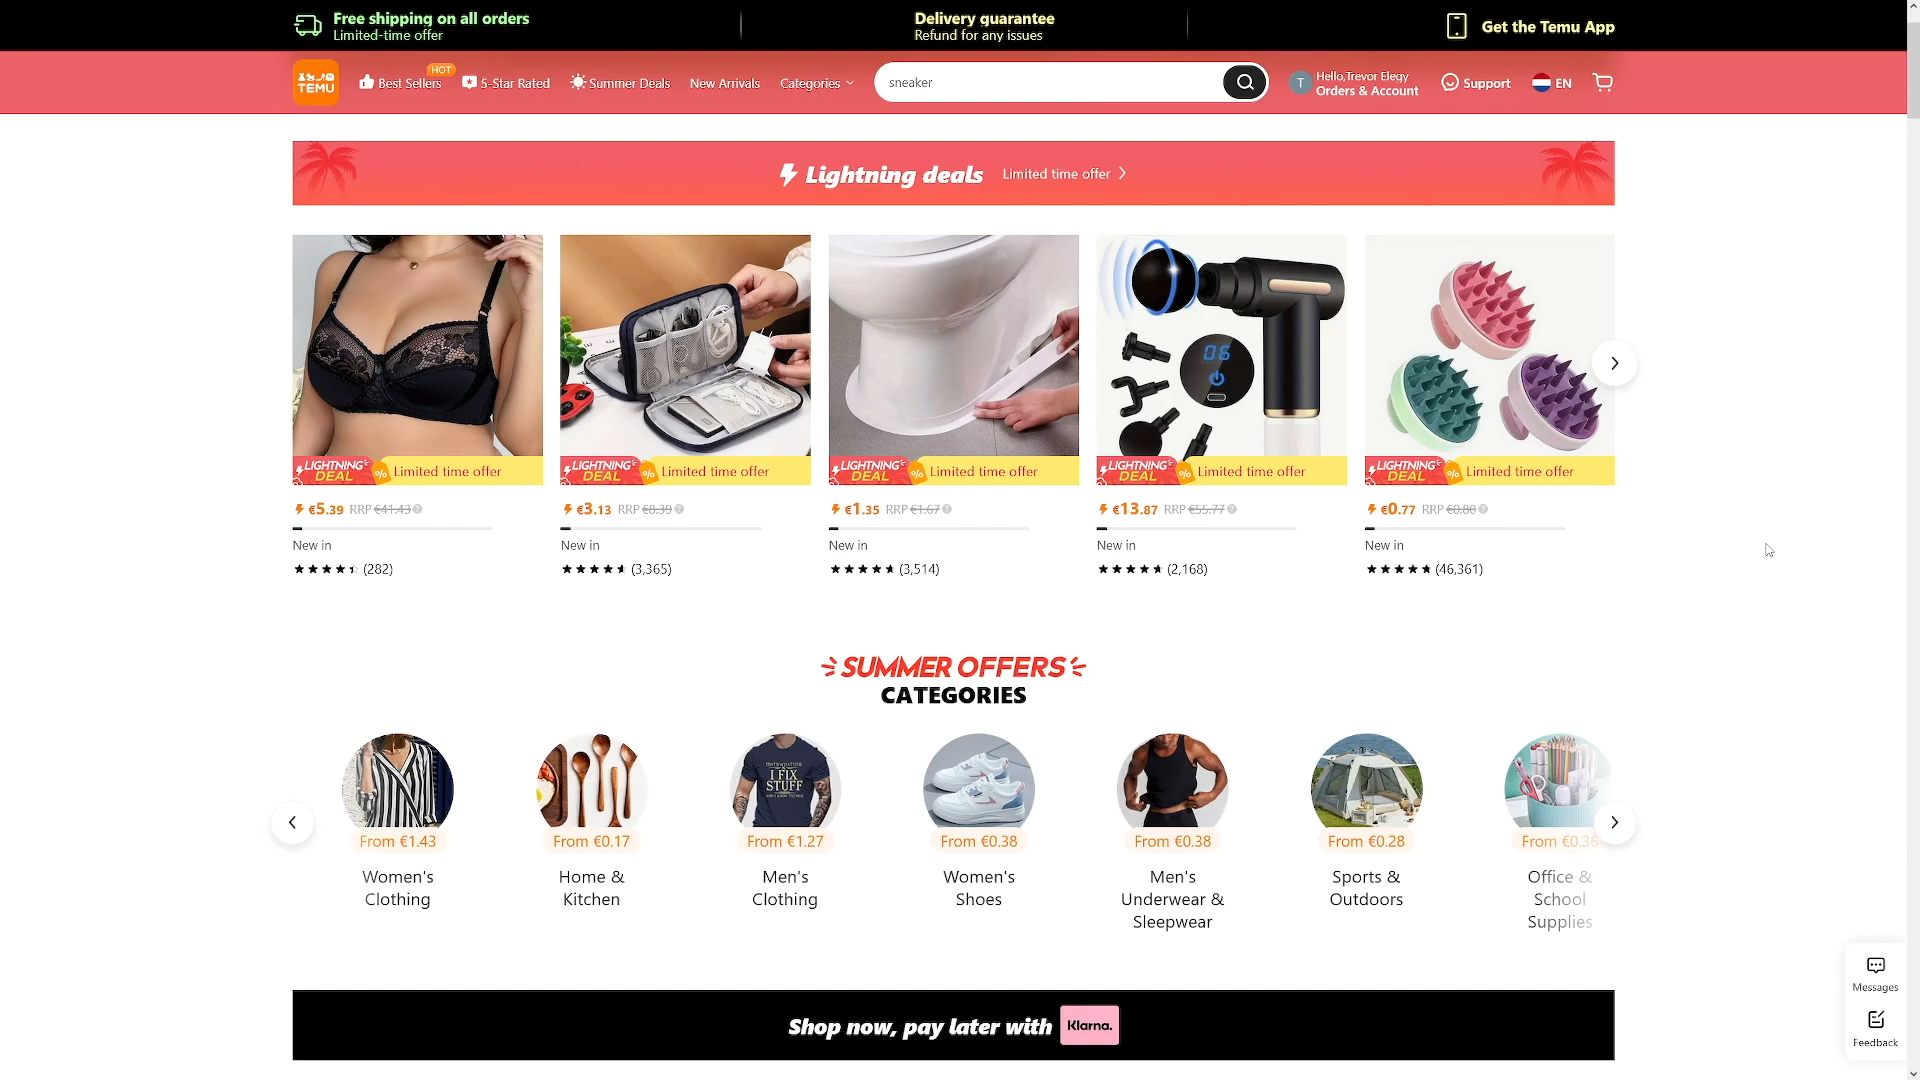 Free shipping on all orders
Limited-time offer
Delivery guarantee
Refund for any issues
Get the Temu App
TEMU
Best Sellers
HOT
5-Star Rated
Summer Deals
New Arrivals
Categories
sneaker
T
Hello, Trevor Elegy
Orders & Account
Support
EN
Lightning deals
Limited time offer
06
LIGHTNING DEAL % Limited time offer
LIGHTNING DEAL % Limited time offer
LIGHTNING DEAL % Limited time offer
LIGHTNING DEAL % Limited time offer
LIGHTNING DEAL % Limited time offer
€5.39 RRP €41.43
€3.13 RRP €8.39
€1.35 RRP €1.67
€13.87 RRP €55.77
€0.77 RRP €0.80
New in
New in
New in
New in
New in
(282)
(3,365)
(3,514)
(2,168)
(46,361)
SUMMER OFFERS
CATEGORIES
I FIX
STUFF
From €1.43
From €0.17
From €1.27
From €0.38
From €0.38
From €0.28
From €0.36
Women's
Clothing
Home &
Kitchen
Men's
Clothing
Women's
Shoes
Men's
Underwear &
Sleepwear
Sports &
Outdoors
Office &
School
Supplies
Messages
Feedback
Shop now, pay later with Klarna.